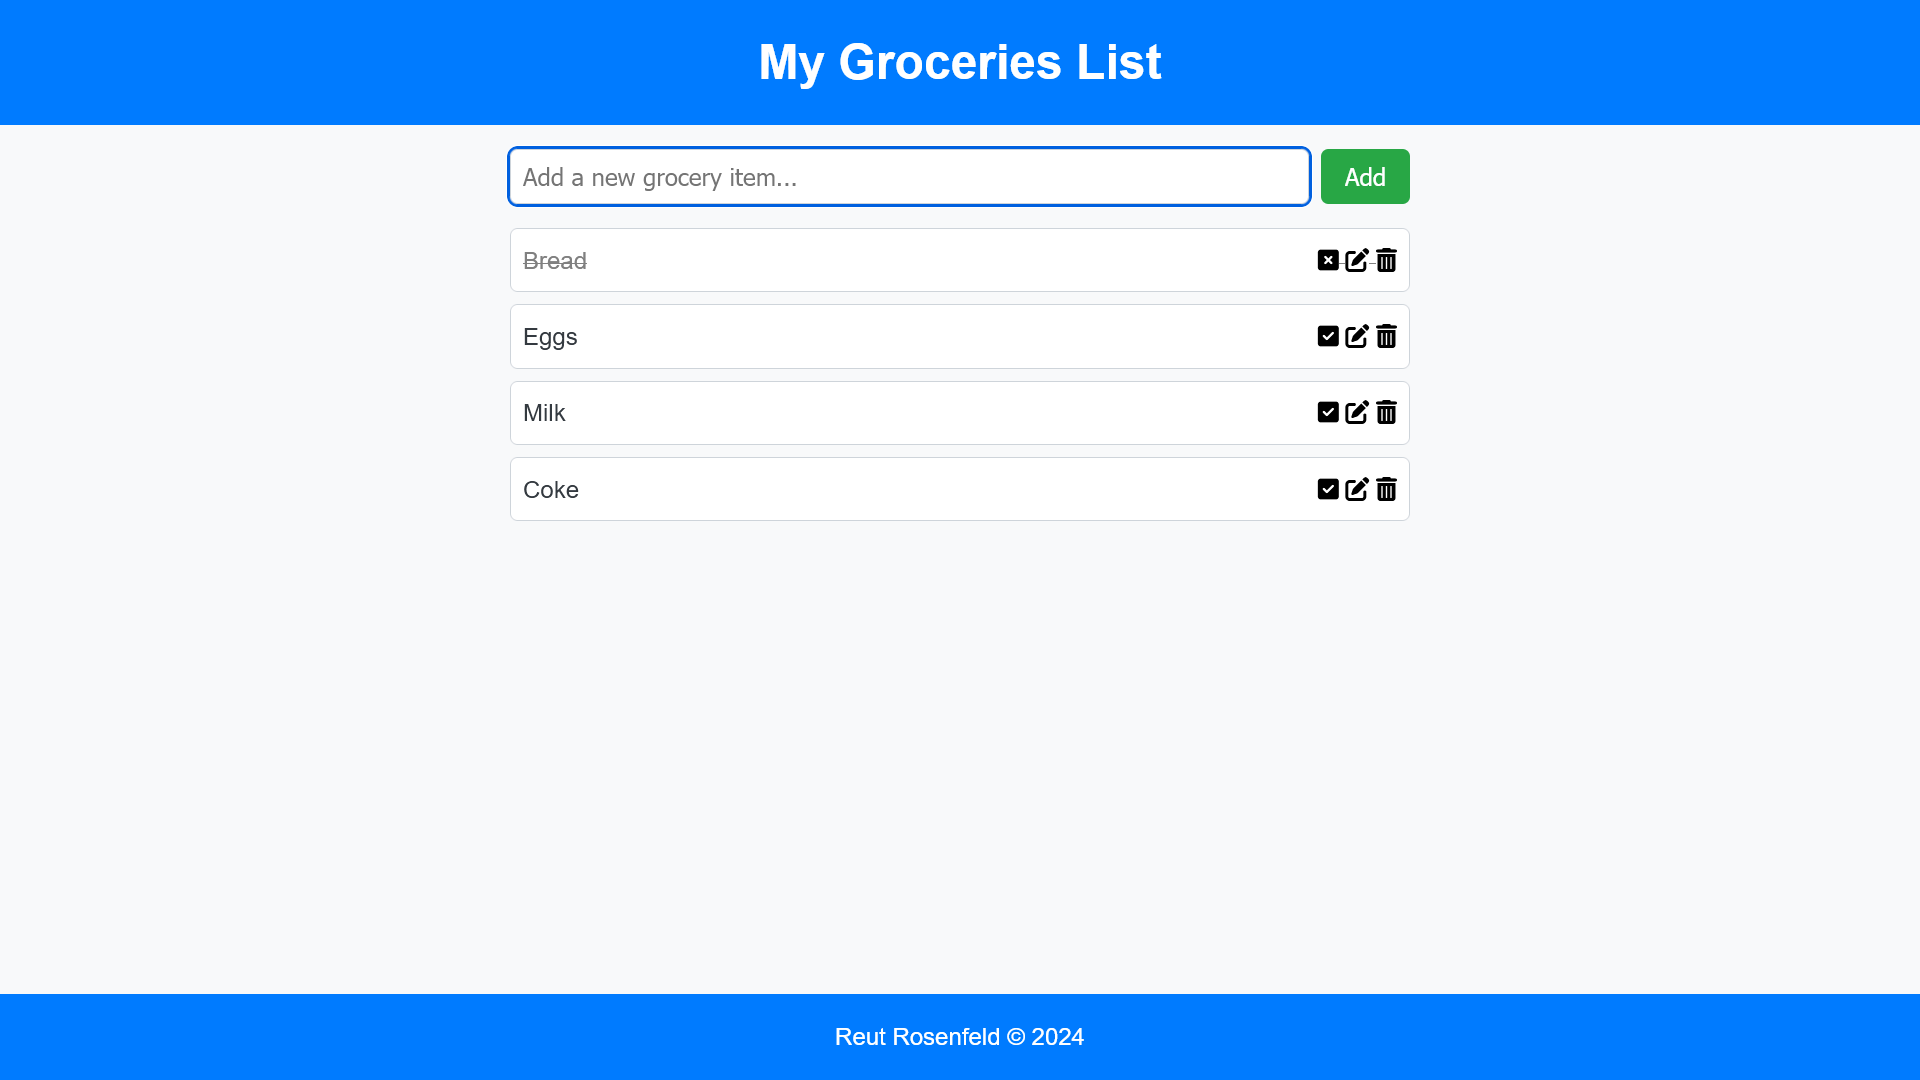 My Groceries List
Add a new grocery item...
Add
Bread
Eggs
Milk
Coke
Reut Rosenfeld © 2024